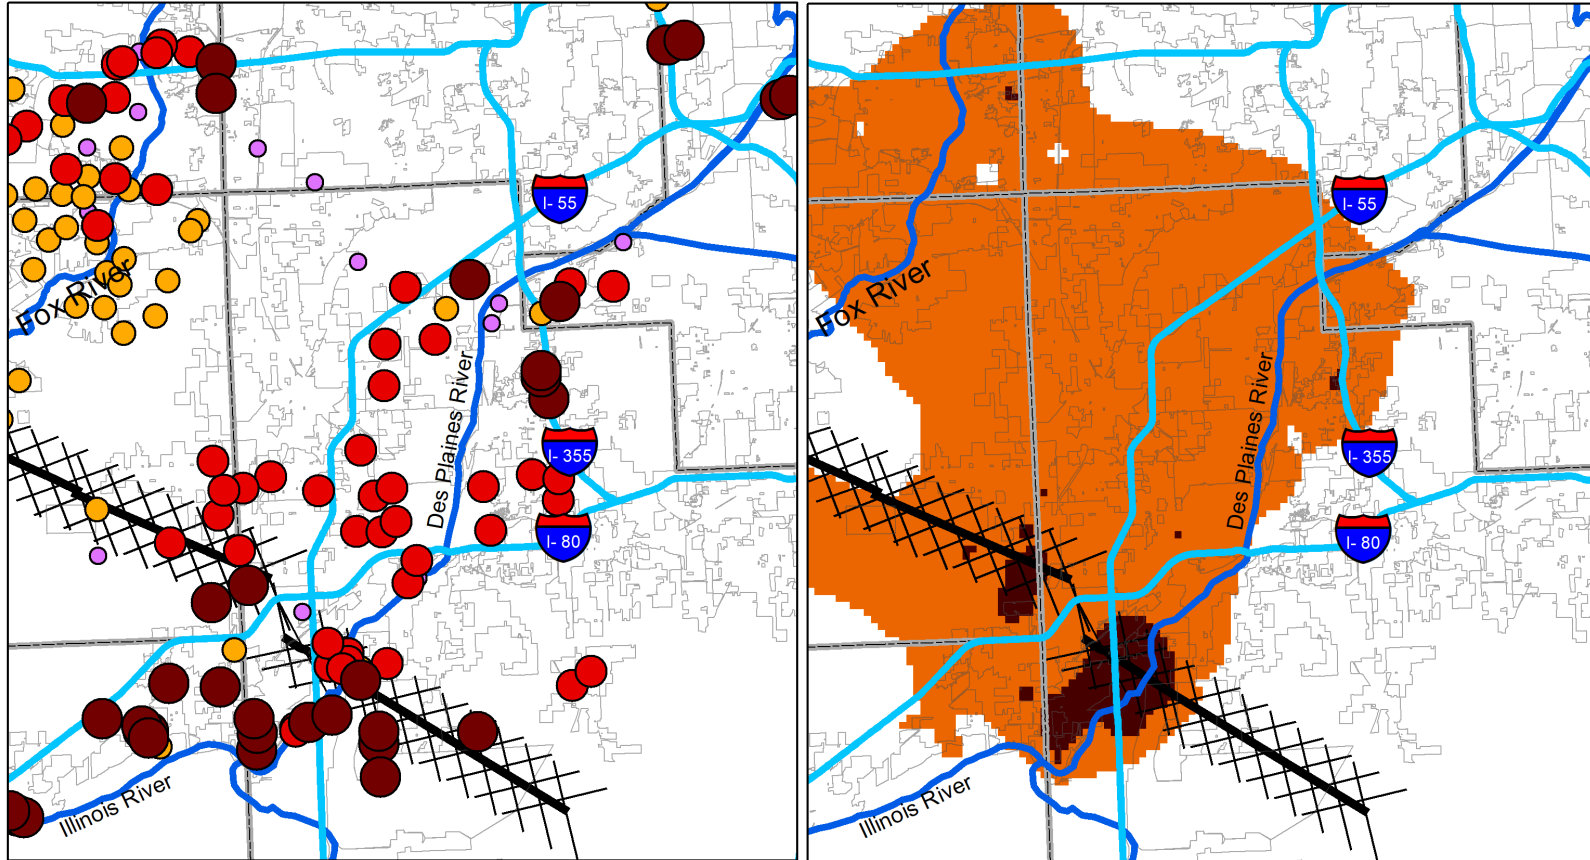 I- 55
Fox River
Des Plaines River
I- 355
I- 80
Illinois River
I- 55
Fox River
Des Plaines River
I- 355
I- 80
Illinois River